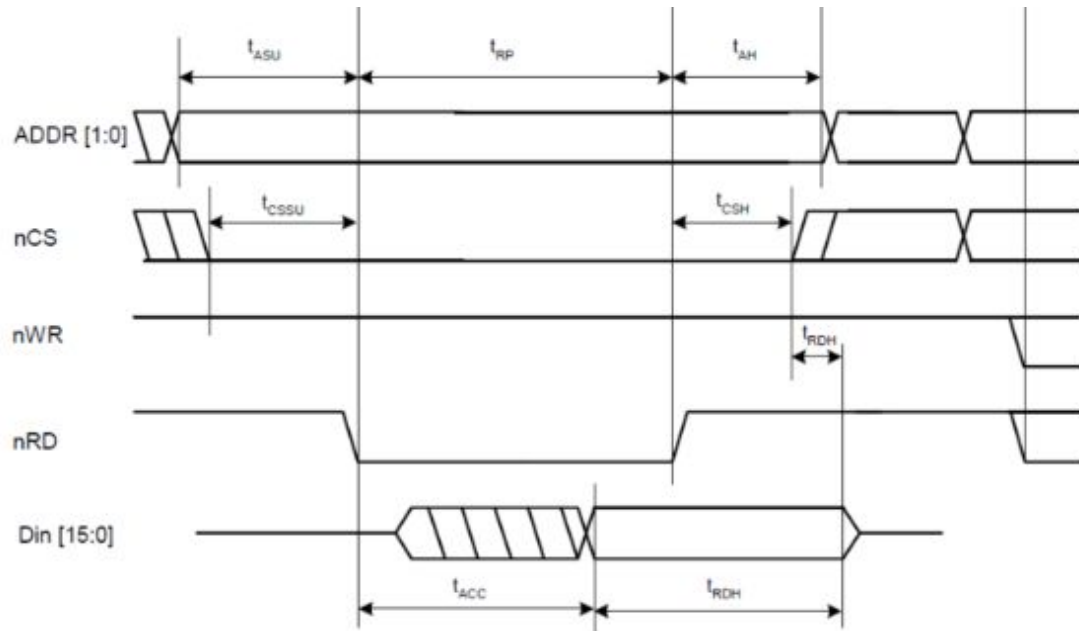 tASU tRP tAH
ADDR [1:0]
tCSSU tCSH
nCS
nWR
tRDH
nRD
Din [15:0]
tACC tRDH